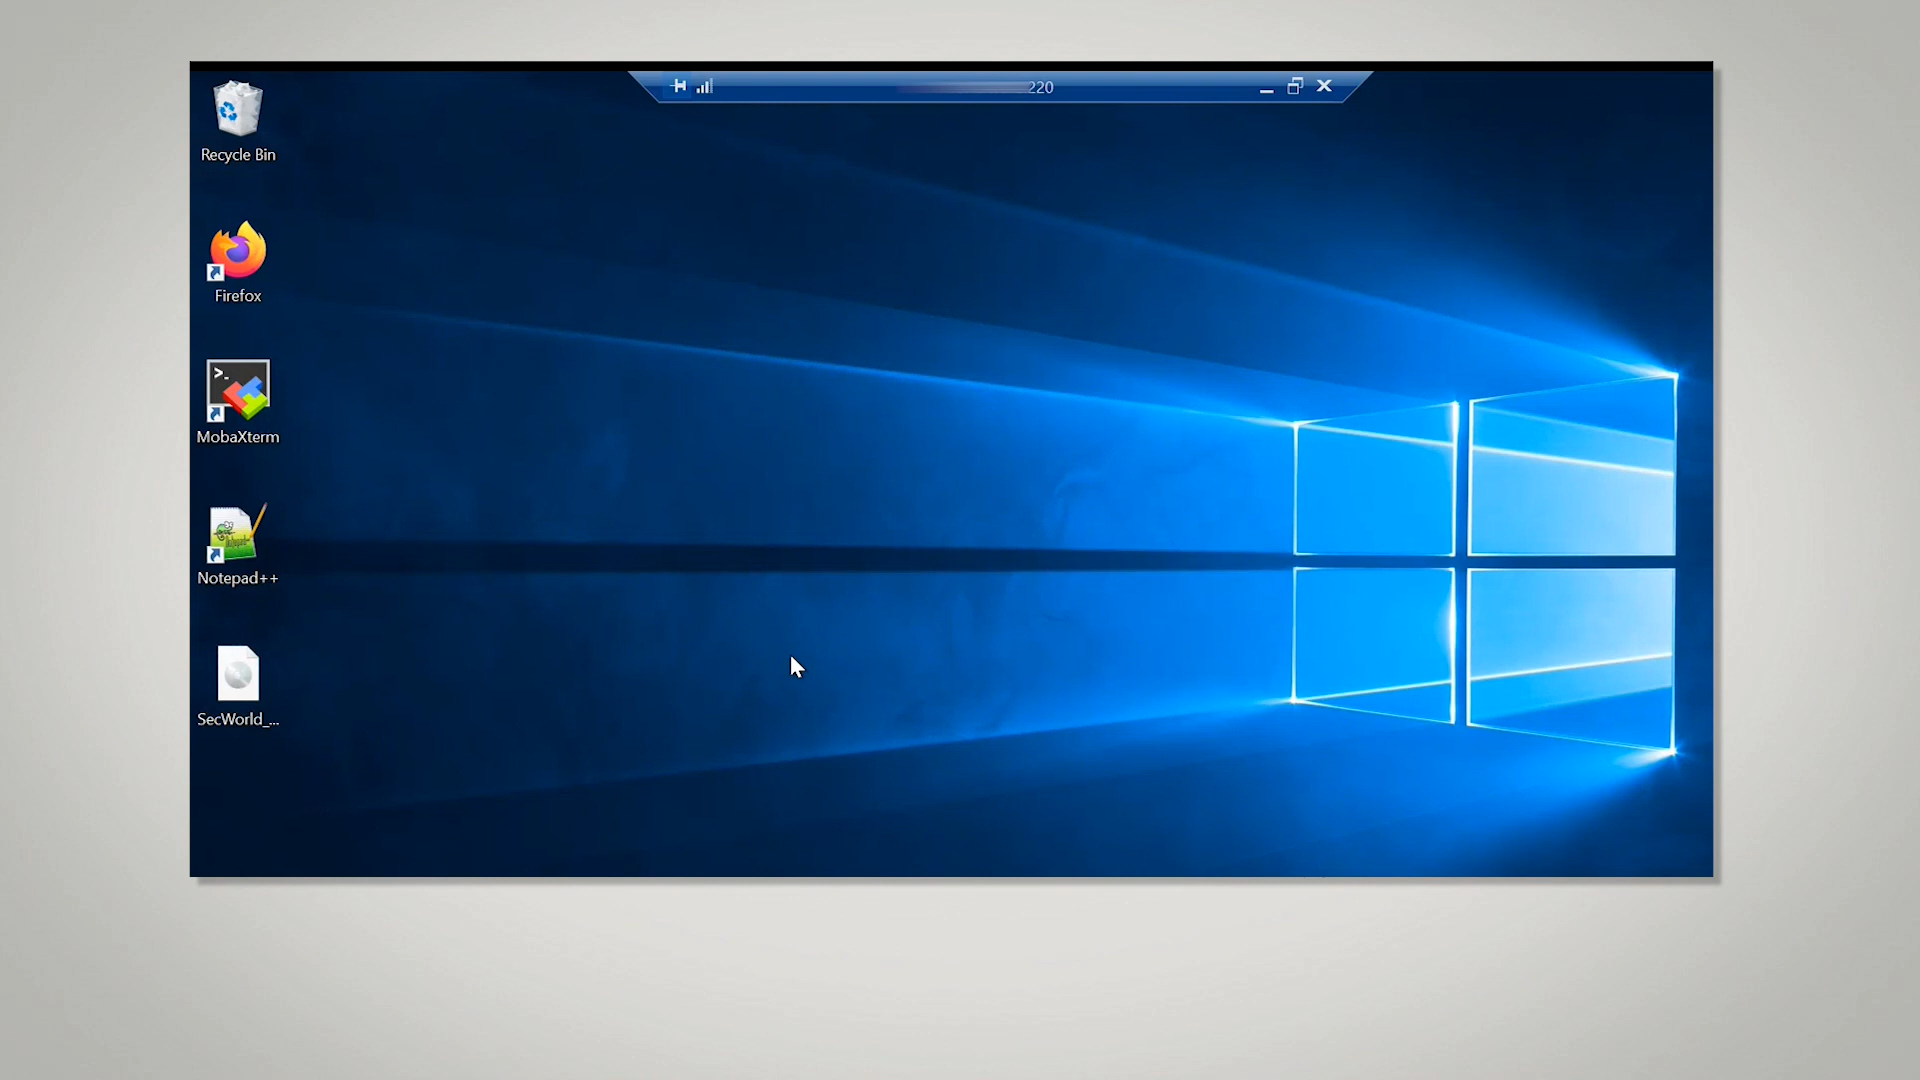 220
Recycle Bin
Firefox
MobaXterm
Notepad++
SecWorld_...